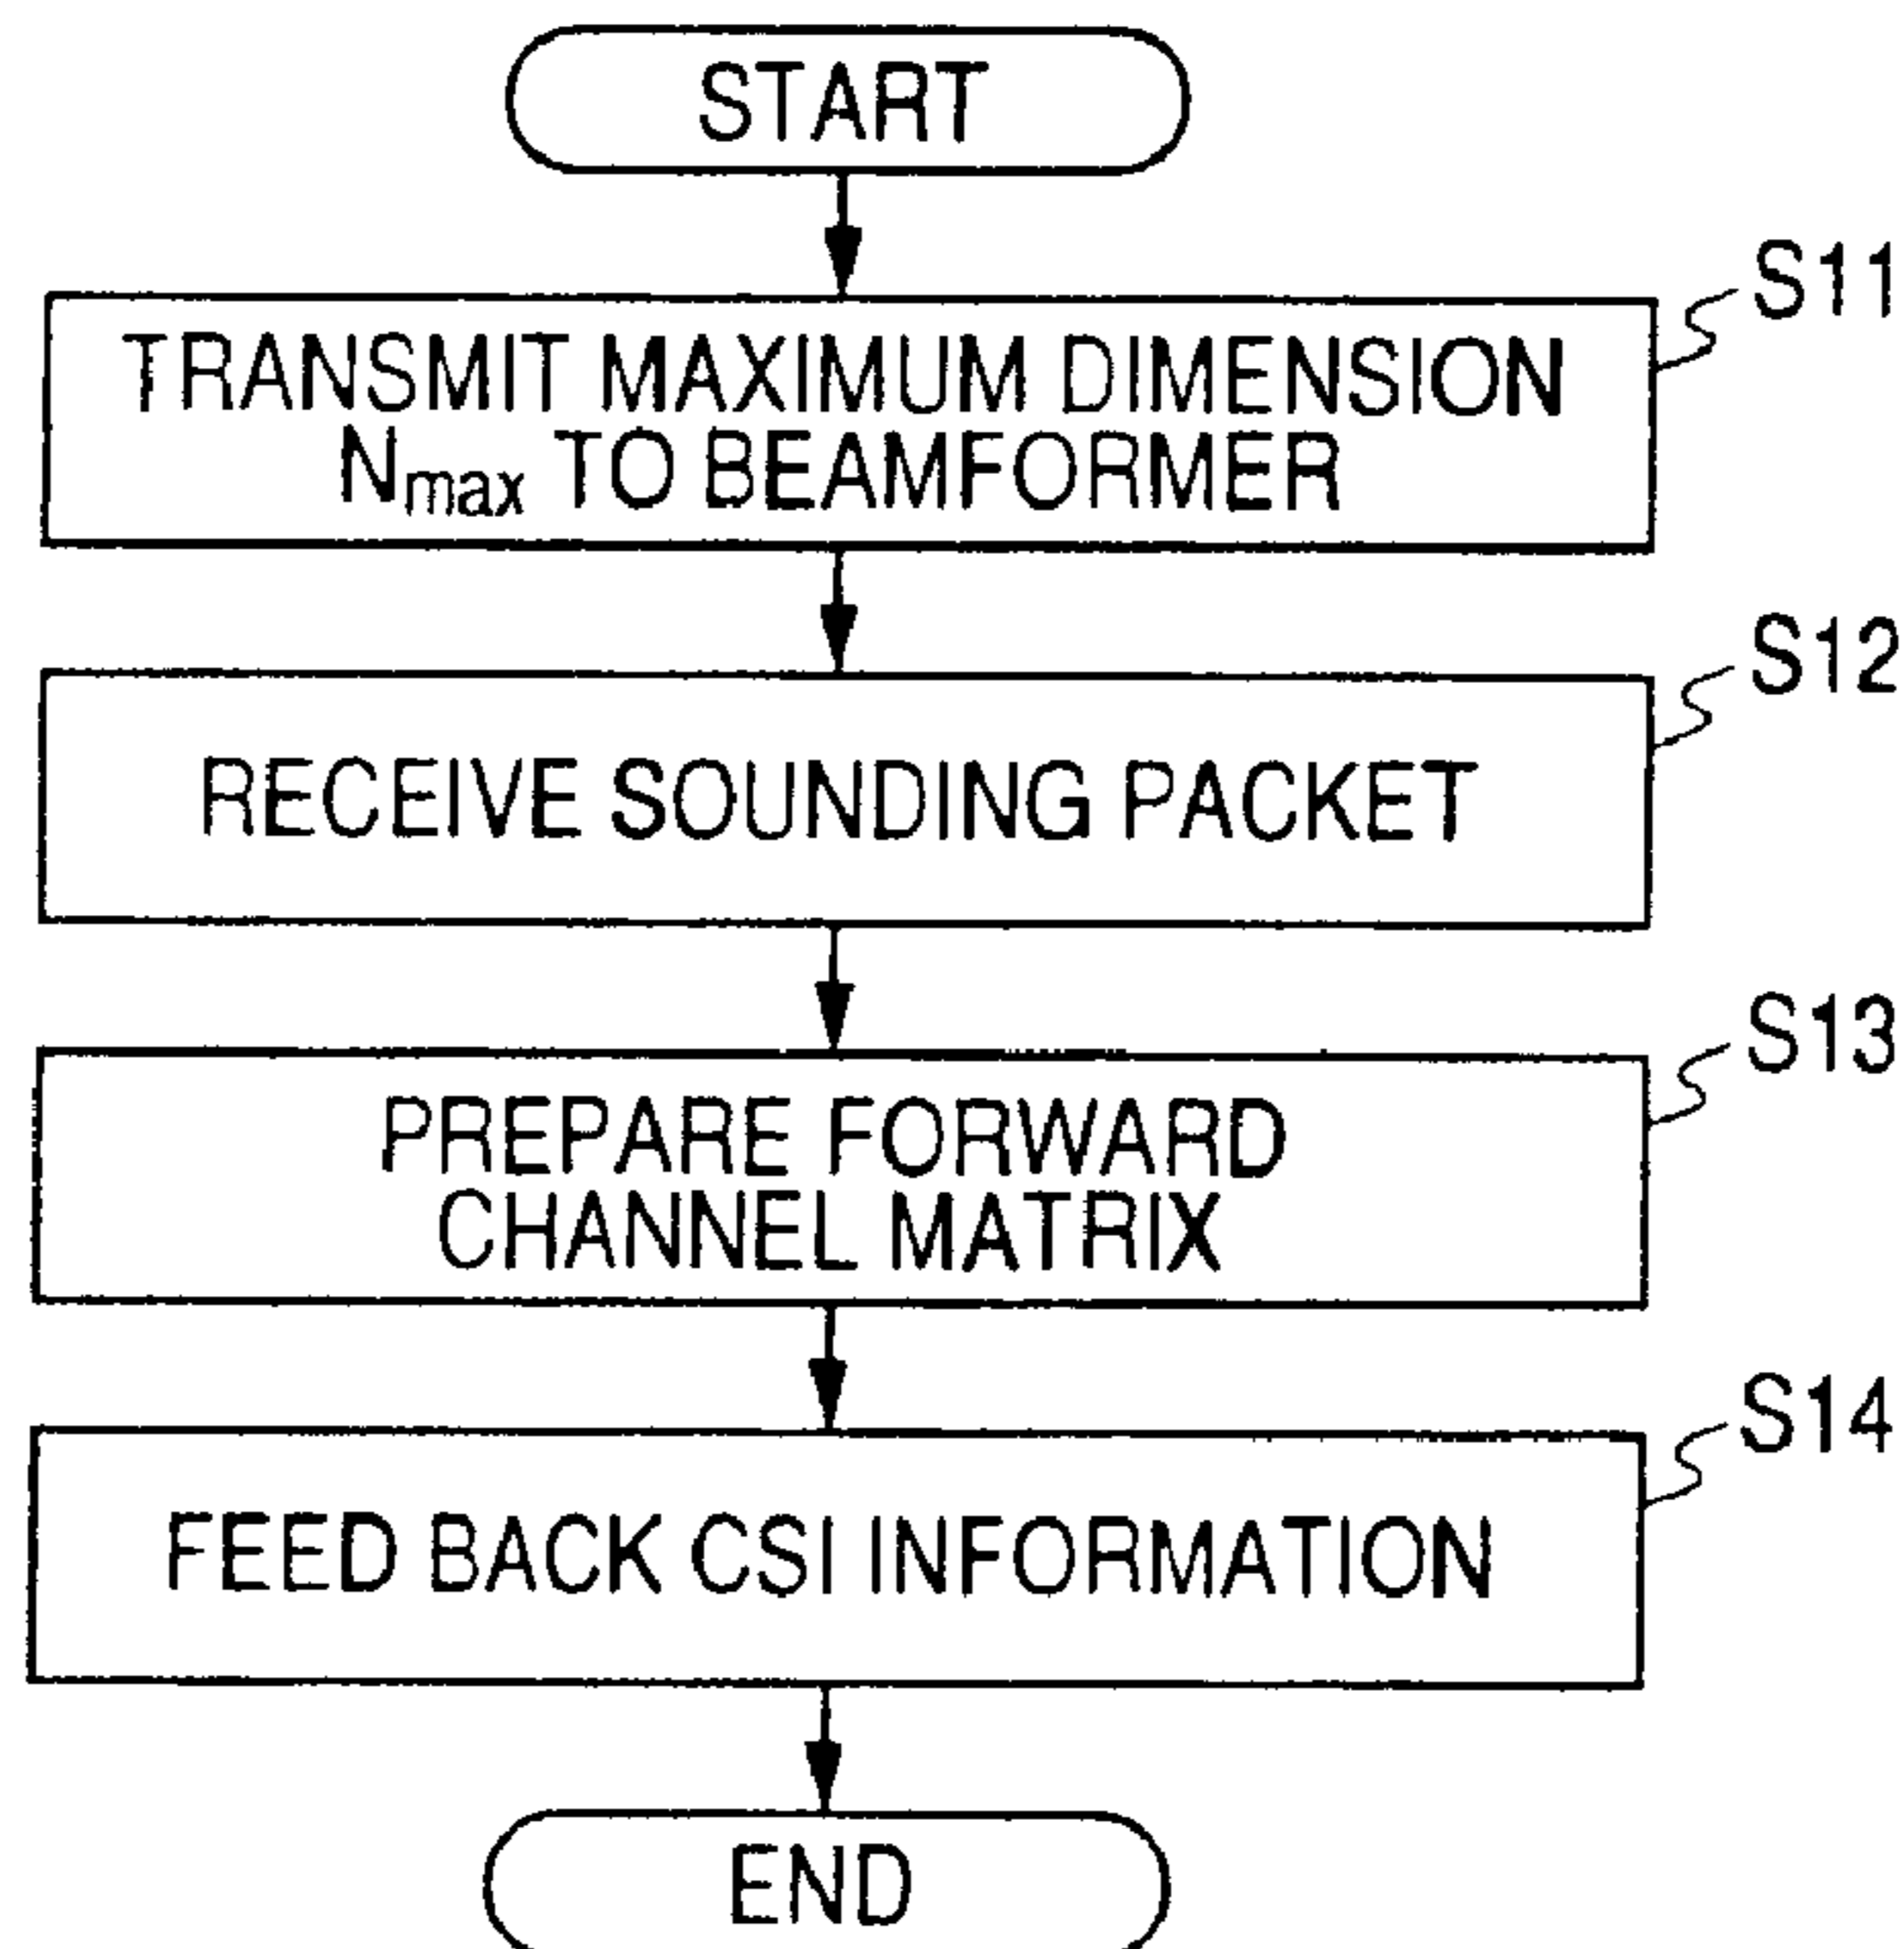 START
S11
TRANSMIT MAXIMUM DIMENSION
Nmax TO BEAMFORMER
S12
RECEIVE SOUNDING PACKET
S13
PREPARE FORWARD
CHANNEL MATRIX
S14
FEED BACK CSI INFORMATION
END